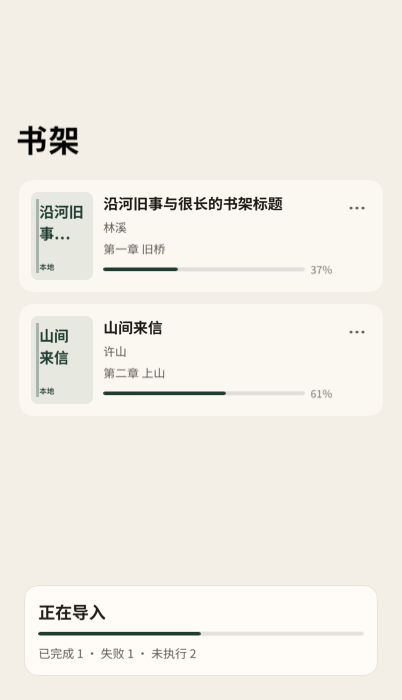 书架
沿河旧
事…
本地
沿河旧事与很长的书架标题
林溪
第一章 旧桥
37%
山间
来信
本地
山间来信
许山
第二章 上山
61%
正在导入
已完成 1 · 失败 1 · 未执行 2